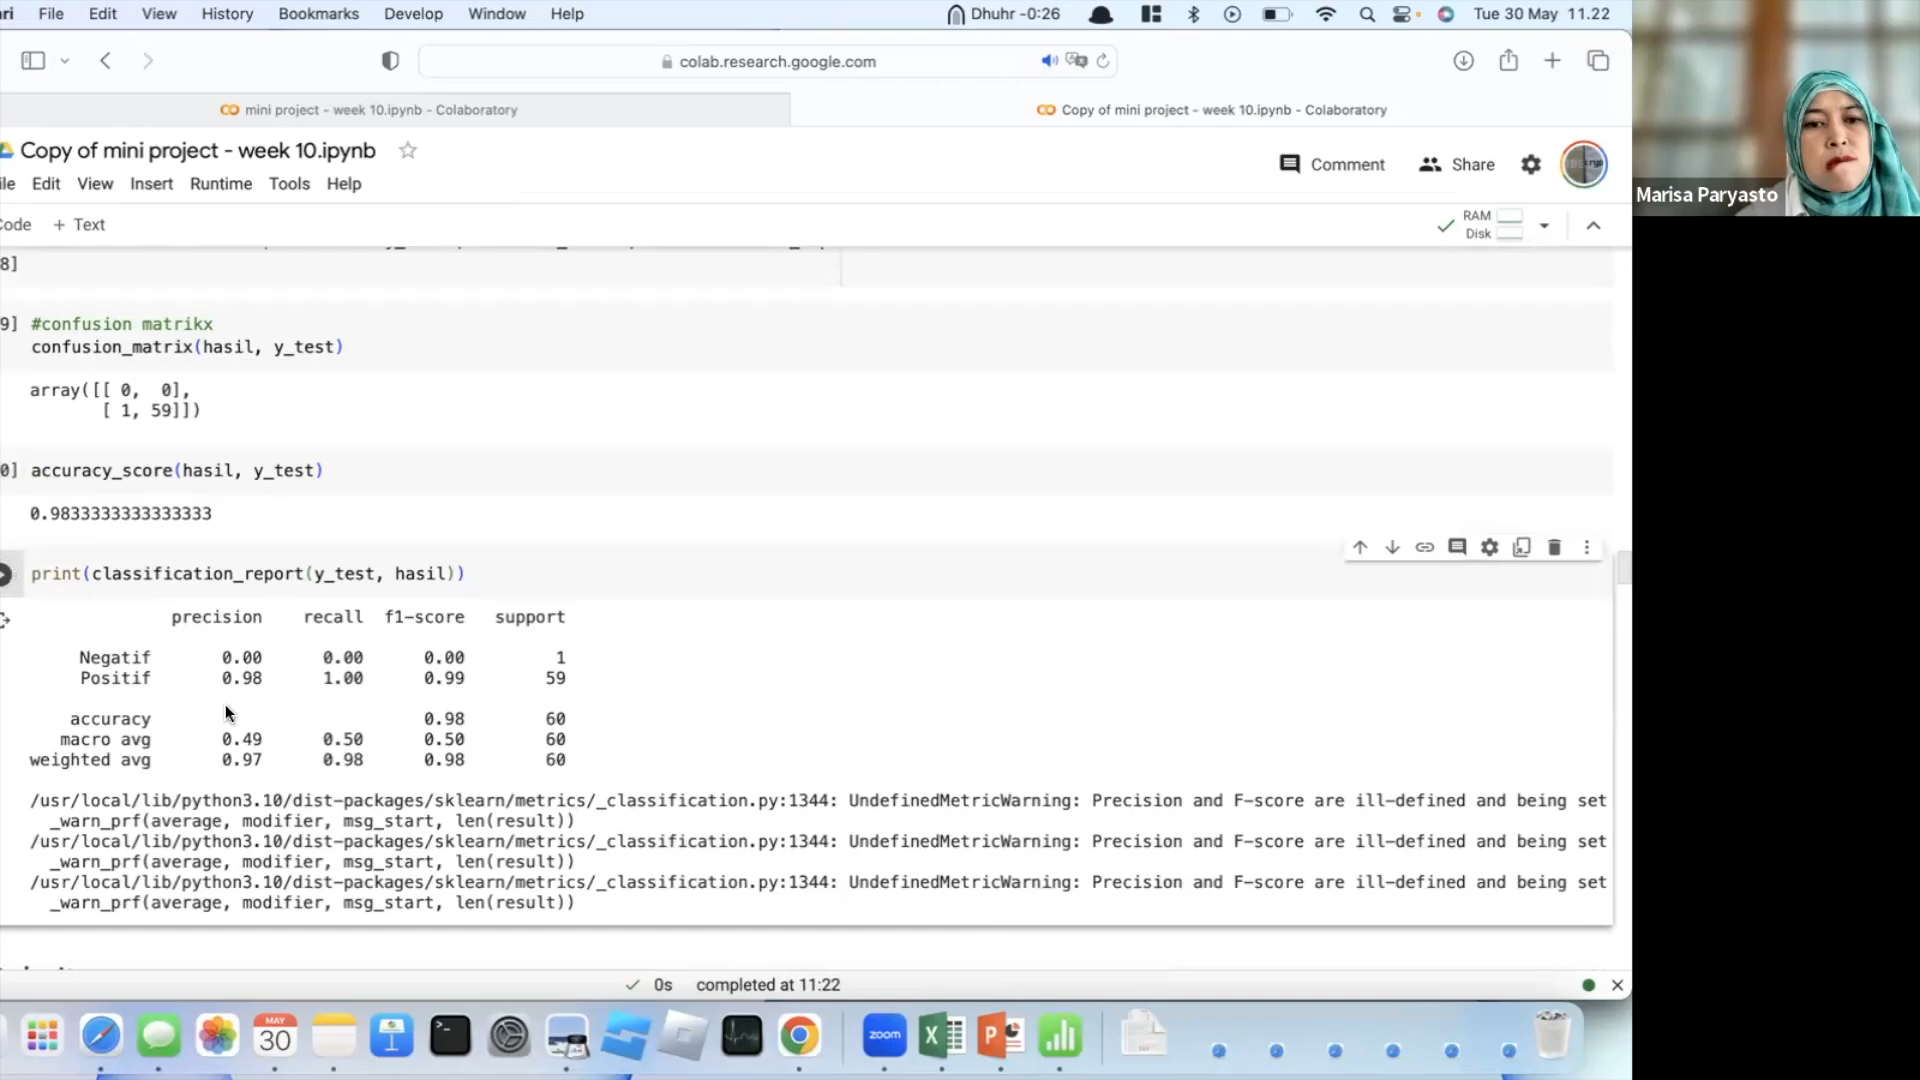 ari File Edit View History Bookmarks Develop Window Help Dhuhr -0:26 Tue 30 May 11.22
colab.research.google.com
mini project - week 10.ipynb - Colaboratory
Copy of mini project - week 10.ipynb - Colaboratory
Copy of mini project - week 10.ipynb
Comment Share
ile Edit View Insert Runtime Tools Help
Marisa Paryasto
Code + Text
RAM
Disk
8]
9] #confusion matrikx
confusion_matrix(hasil, y_test)
array([[ 0,  0],
       [ 1, 59]])
0] accuracy_score(hasil, y_test)
0.9833333333333333
print(classification_report(y_test, hasil))
precision recall f1-score support
Negatif 0.00 0.00 0.00 1
Positif 0.98 1.00 0.99 59
accuracy 0.98 60
macro avg 0.49 0.50 0.50 60
weighted avg 0.97 0.98 0.98 60
/usr/local/lib/python3.10/dist-packages/sklearn/metrics/_classification.py:1344: UndefinedMetricWarning: Precision and F-score are ill-defined and being set
_warn_prf(average, modifier, msg_start, len(result))
/usr/local/lib/python3.10/dist-packages/sklearn/metrics/_classification.py:1344: UndefinedMetricWarning: Precision and F-score are ill-defined and being set
_warn_prf(average, modifier, msg_start, len(result))
/usr/local/lib/python3.10/dist-packages/sklearn/metrics/_classification.py:1344: UndefinedMetricWarning: Precision and F-score are ill-defined and being set
_warn_prf(average, modifier, msg_start, len(result))
0s completed at 11:22
MAY
30
zoom